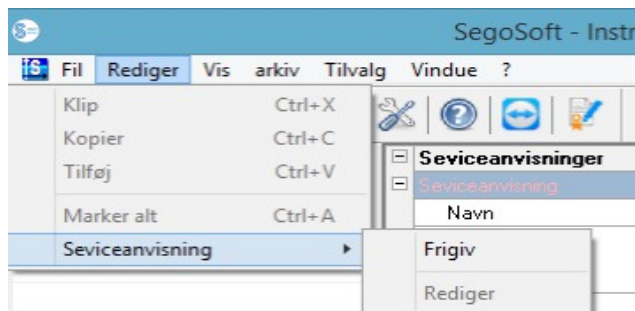 SegoSoft - Instr
Fil Rediger Vis arkiv Tilvalg Vindue ?
Klip Ctrl+X
Kopier Ctrl+C
Tilføj Ctrl+V
Marker alt Ctrl+A
Seviceanvisning
Frigiv
Rediger
Seviceanvisninger
Seviceanvisning
Navn